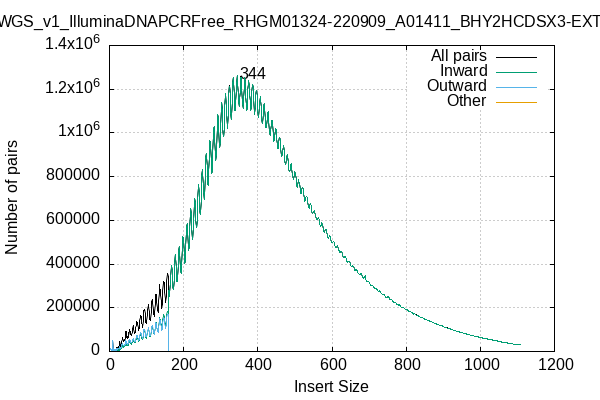 WGS_v1_IlluminaDNAPCRFree_RHGM01324-220909_A01411_BHY2HCDSX3-EXT
1.4x10⁶
1.2x10⁶
1x10⁶
800000
600000
400000
200000
0
Number of pairs
344
All pairs
Inward
Outward
Other
0 200 400 600 800 1000 1200
Insert Size